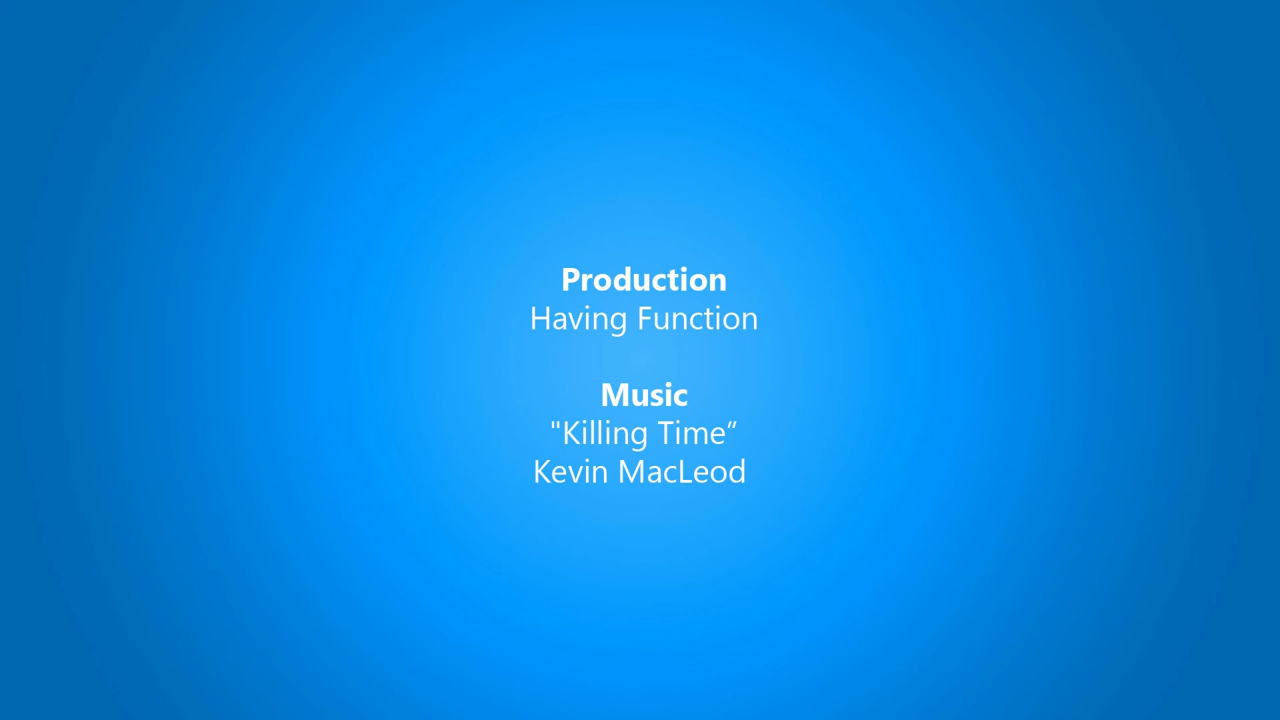 Production
Having Function
Music
"Killing Time”
Kevin MacLeod